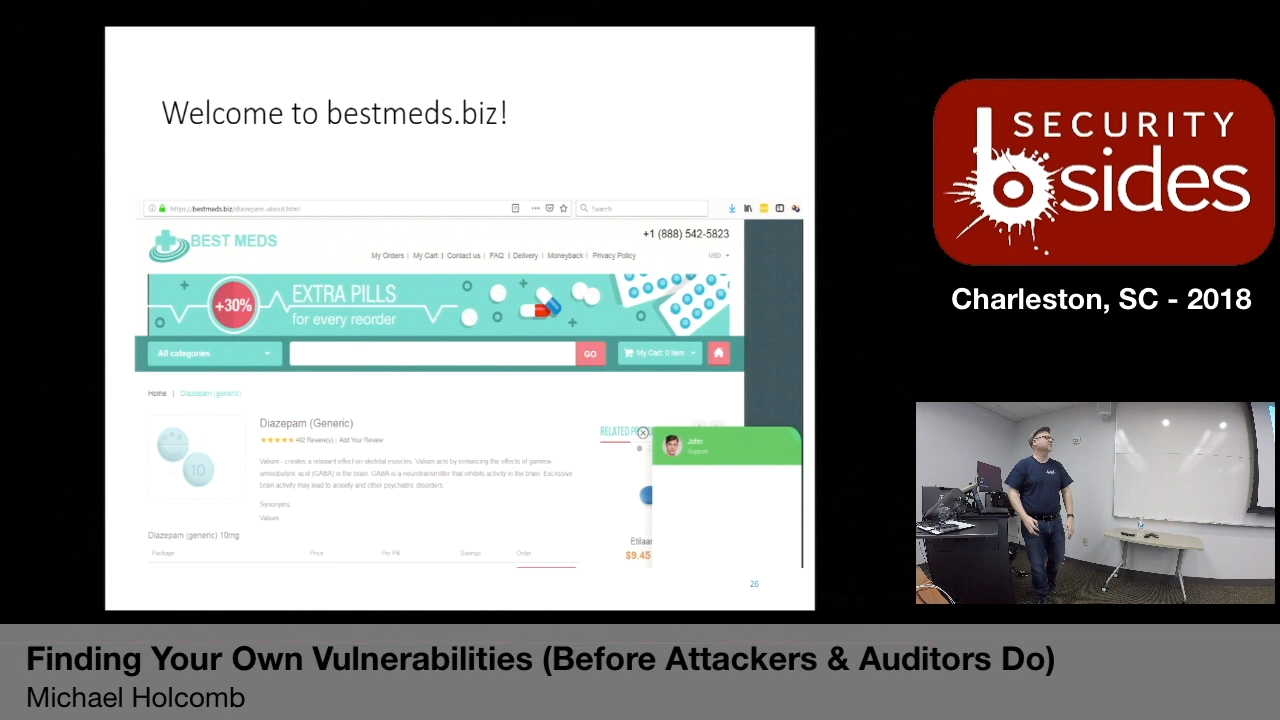 Welcome to bestmeds.biz!
https://bestmeds.biz/diazepam-about.html
Search
BEST MEDS
+1 (888) 542-5823
My Orders | My Cart | Contact us | FAQ | Delivery | Moneyback | Privacy Policy
USD
+30%
EXTRA PILLS
for every reorder
All categories
GO
My Cart: 0 Item
Home | Diazepam (generic)
Diazepam (Generic)
402 Review(s) | Add Your Review
Valium - creates a relaxant effect on skeletal muscles. Valium acts by enhancing the effects of gamma-
aminobutyric acid (GABA) in the brain. GABA is a neurotransmitter that inhibits activity in the brain. Excessive
brain activity may lead to anxiety and other psychiatric disorders.
Synonyms:
Valium
10
RELATED
John
Support
Diazepam (generic) 10mg
Package Price Per Pill Savings Order
Etilaa
$9.45
26
SECURITY
bsides
Charleston, SC - 2018
Finding Your Own Vulnerabilities (Before Attackers & Auditors Do)
Michael Holcomb